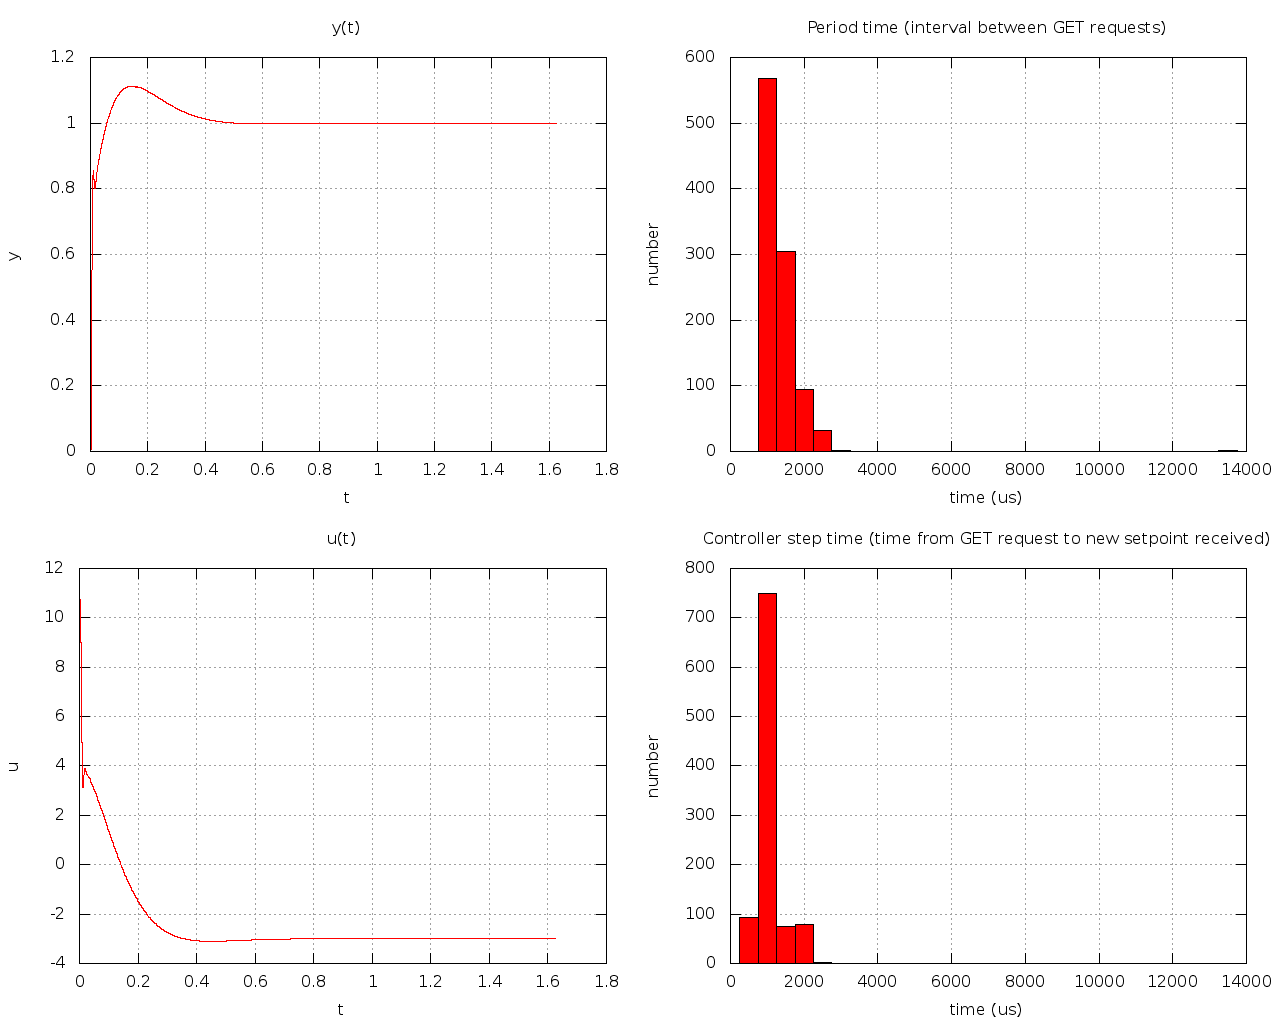 y(t)
1.2
1
0.8
0.6
0.4
0.2
0
y
0 0.2 0.4 0.6 0.8 1 1.2 1.4 1.6 1.8
t
Period time (interval between GET requests)
600
500
400
300
200
100
0
number
0 2000 4000 6000 8000 10000 12000 14000
time (us)
u(t)
12
10
8
6
4
2
0
-2
-4
u
0 0.2 0.4 0.6 0.8 1 1.2 1.4 1.6 1.8
t
Controller step time (time from GET request to new setpoint received)
800
700
600
500
400
300
200
100
0
number
0 2000 4000 6000 8000 10000 12000 14000
time (us)